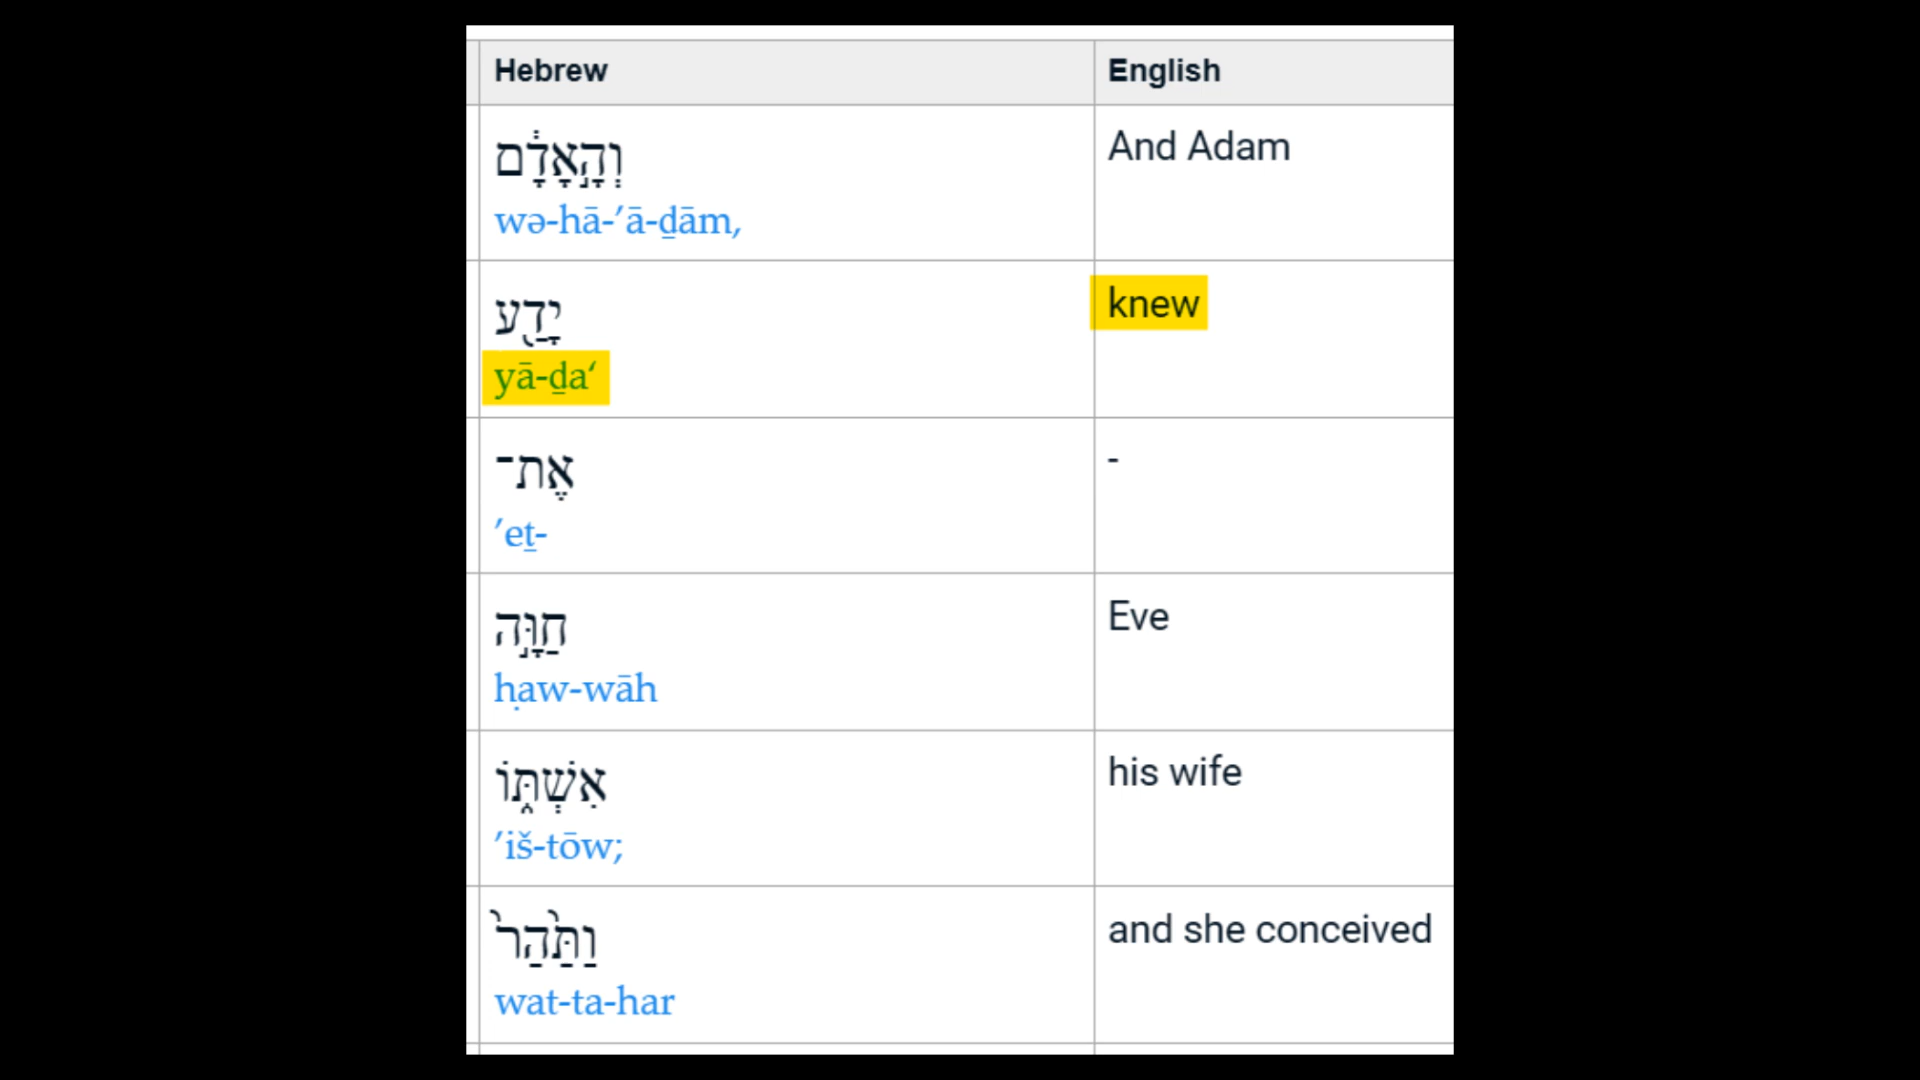 Hebrew English
וְהָ֣אָדָ֔ם And Adam
wə-hā-’ā-ḏām,
יָדַ֖ע knew
yā-ḏa‘
אֶת־ -
’eṯ-
חַוָּ֣ה Eve
ḥaw-wāh
אִשְׁתּ֑וֹ his wife
’iš-tōw;
וַתַּ֙הַר֙ and she conceived
wat-ta-har